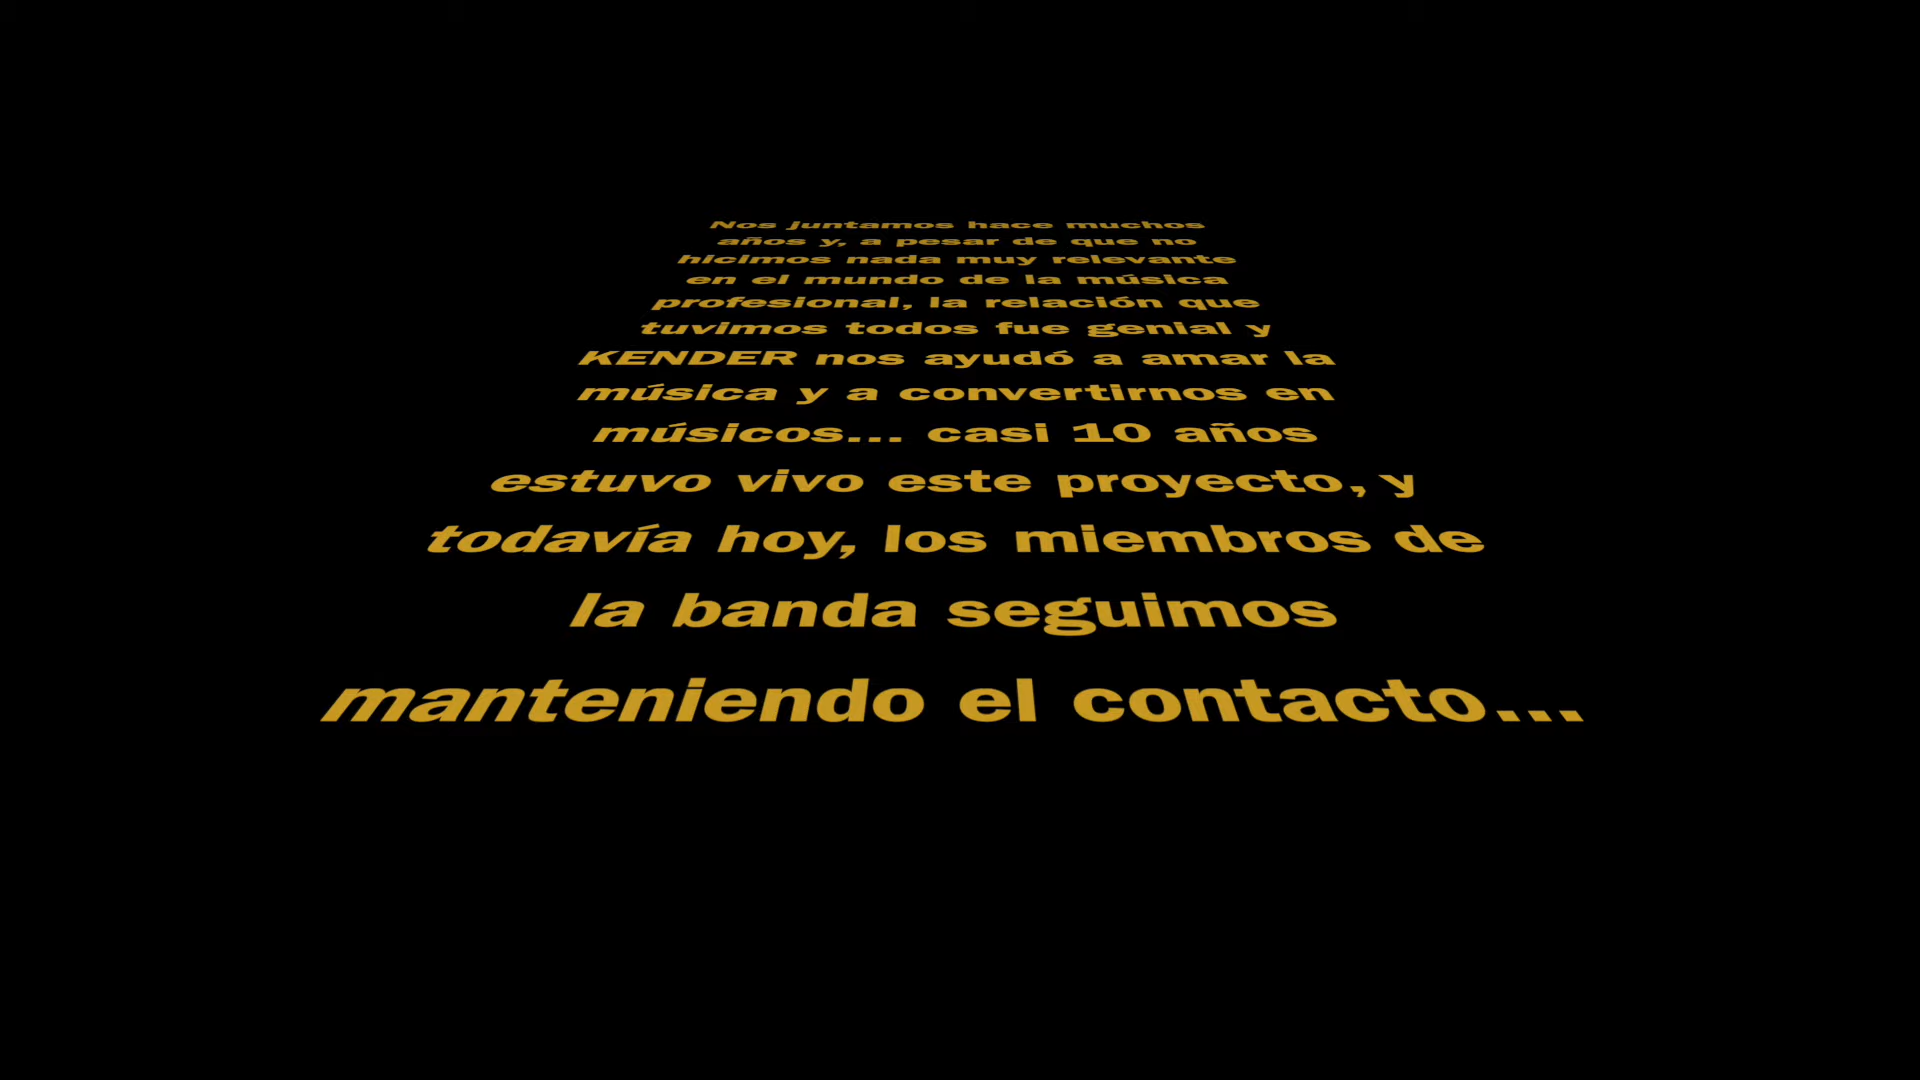 Nos juntamos hace muchos
años y, a pesar de que no
hicimos nada muy relevante
en el mundo de la música
profesional, la relación que
tuvimos todos fue genial y
KENDER nos ayudó a amar la
música y a convertirnos en
músicos... casi 10 años
estuvo vivo este proyecto, y
todavía hoy, los miembros de
la banda seguimos
manteniendo el contacto...